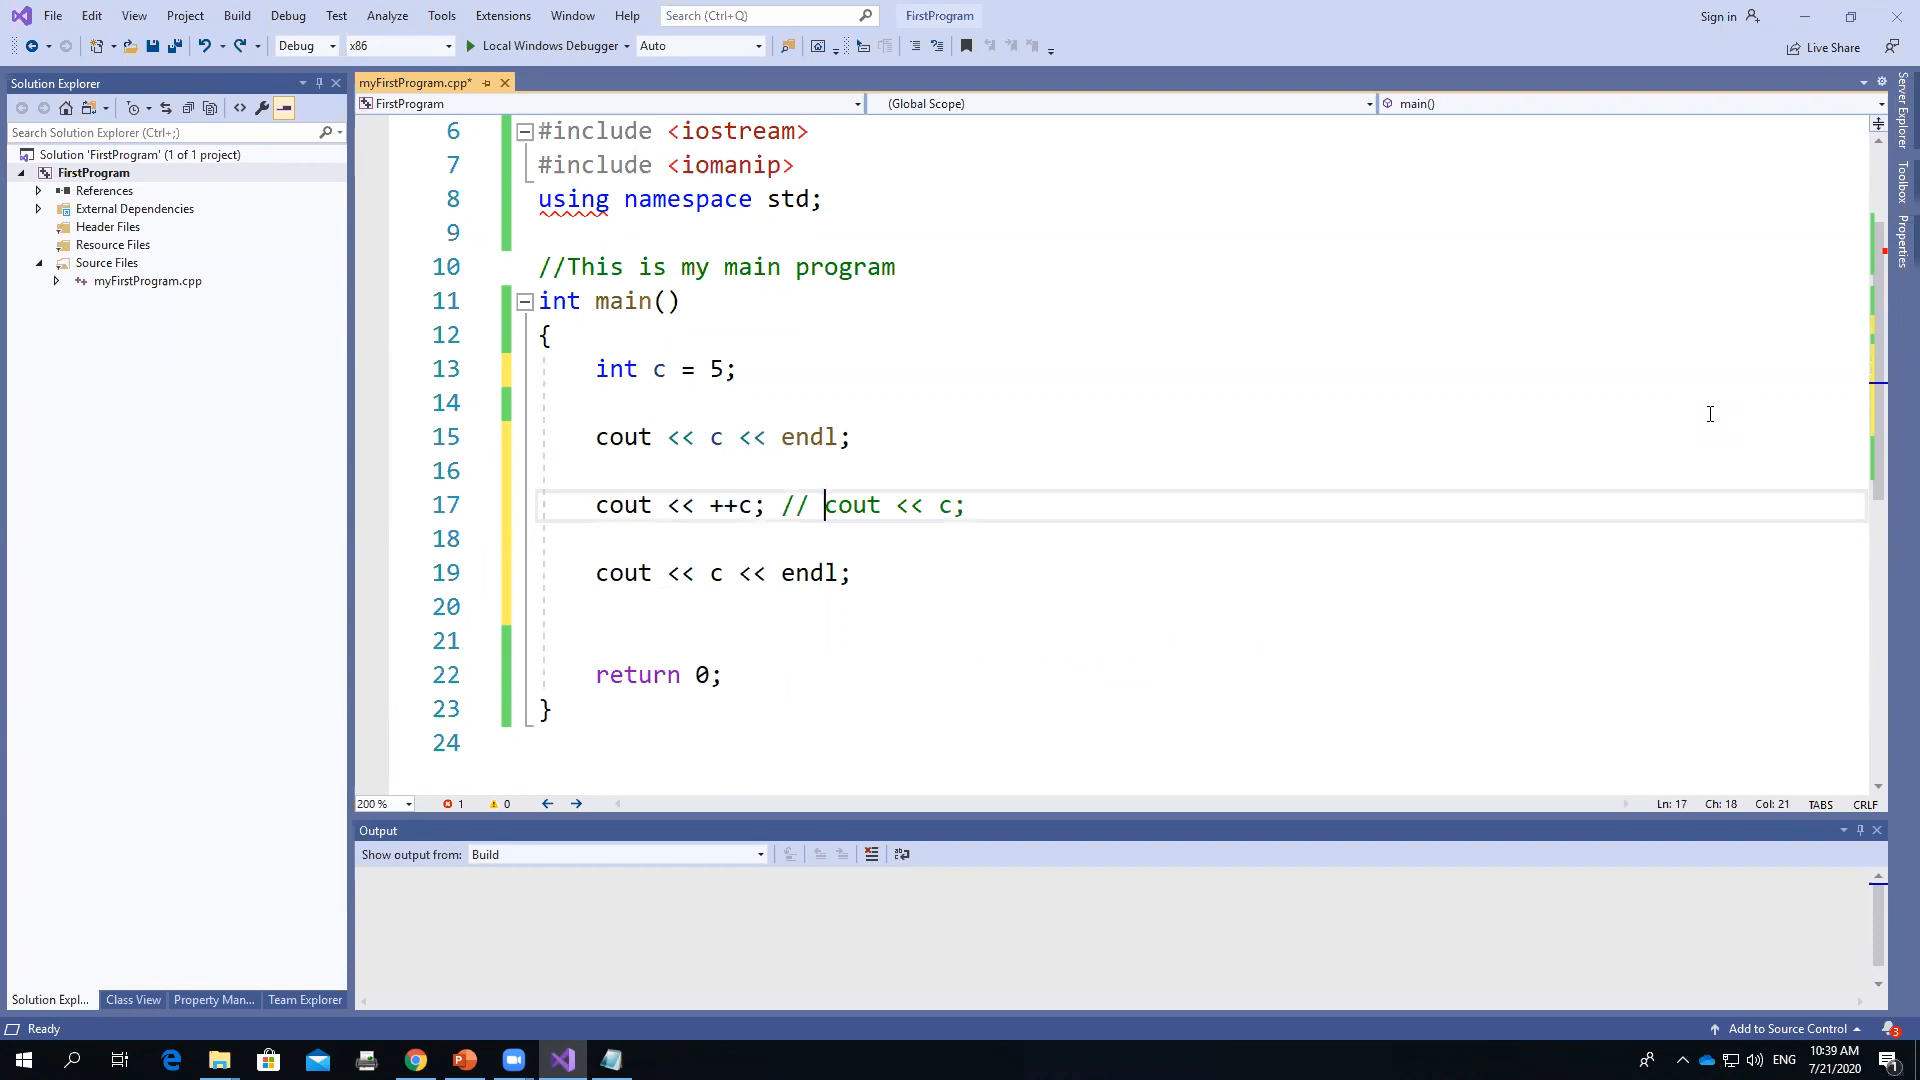 File Edit View Project Build Debug Test Analyze Tools Extensions Window Help Search (Ctrl+Q) FirstProgram Sign in
Debug x86 Local Windows Debugger Auto Live Share
Solution Explorer
Search Solution Explorer (Ctrl+;)
Solution 'FirstProgram' (1 of 1 project)
FirstProgram
References
External Dependencies
Header Files
Resource Files
Source Files
myFirstProgram.cpp
Solution Expl... Class View Property Man... Team Explorer
myFirstProgram.cpp*
FirstProgram (Global Scope) main()
6 #include <iostream>
7 #include <iomanip>
8 using namespace std;
9
10 //This is my main program
11 int main()
12 {
13 int c = 5;
14
15 cout << c << endl;
16
17 cout << ++c; // cout << c;
18
19 cout << c << endl;
20
21
22 return 0;
23 }
24
200 % 1 0 Ln: 17 Ch: 18 Col: 21 TABS CRLF
Output
Show output from: Build
Server Explorer
Toolbox
Properties
Ready Add to Source Control 3
ENG 10:39 AM
7/21/2020 1